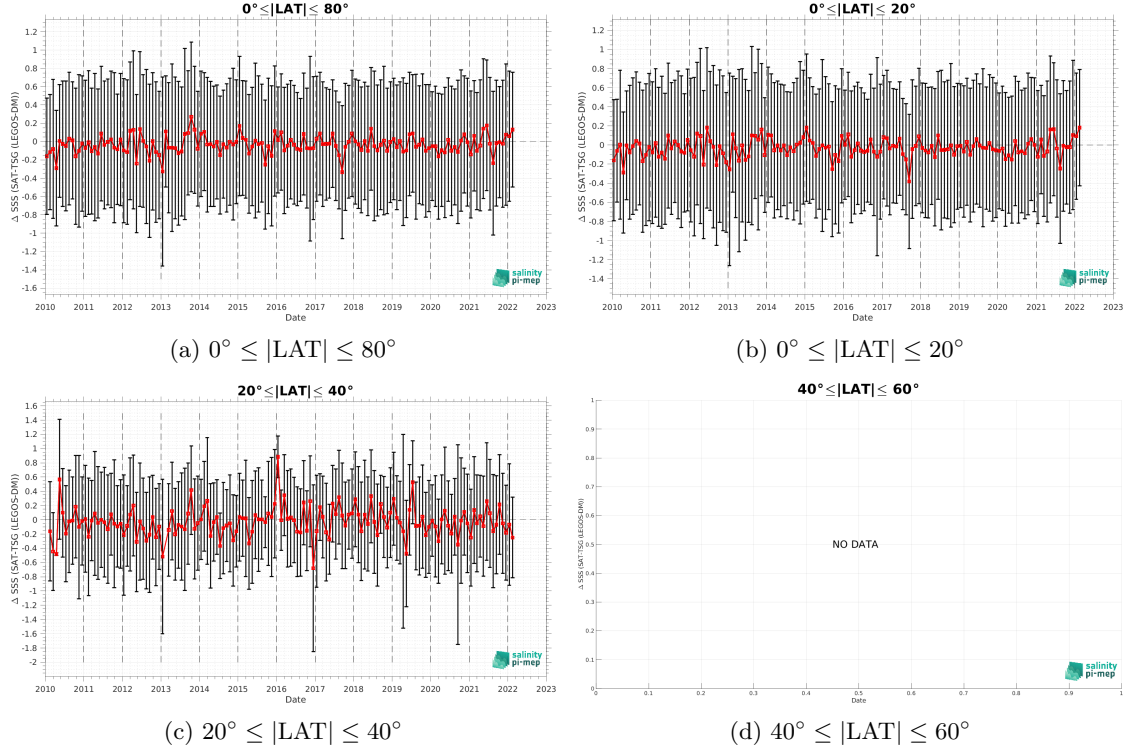 0°≤|LAT|≤ 80°
Δ SSS (SAT-TSG (LEGOS-DM))
1.2
1
0.8
0.6
0.4
0.2
0
-0.2
-0.4
-0.6
-0.8
-1
-1.2
-1.4
-1.6
2010 2011 2012 2013 2014 2015 2016 2017 2018 2019 2020 2021 2022 2023
Date
salinity
pi-mep
(a) 0° ≤ |LAT| ≤ 80°
0°≤|LAT|≤ 20°
Δ SSS (SAT-TSG (LEGOS-DM))
1.2
1
0.8
0.6
0.4
0.2
0
-0.2
-0.4
-0.6
-0.8
-1
-1.2
-1.4
2010 2011 2012 2013 2014 2015 2016 2017 2018 2019 2020 2021 2022 2023
Date
salinity
pi-mep
(b) 0° ≤ |LAT| ≤ 20°
20°≤|LAT|≤ 40°
Δ SSS (SAT-TSG (LEGOS-DM))
1.6
1.4
1.2
1
0.8
0.6
0.4
0.2
0
-0.2
-0.4
-0.6
-0.8
-1
-1.2
-1.4
-1.6
-1.8
-2
2010 2011 2012 2013 2014 2015 2016 2017 2018 2019 2020 2021 2022 2023
Date
salinity
pi-mep
(c) 20° ≤ |LAT| ≤ 40°
40°≤|LAT|≤ 60°
Δ SSS (SAT-TSG (LEGOS-DM))
1
0.9
0.8
0.7
0.6
0.5
0.4
0.3
0.2
0.1
0
NO DATA
0 0.1 0.2 0.3 0.4 0.5 0.6 0.7 0.8 0.9 1
Date
salinity
pi-mep
(d) 40° ≤ |LAT| ≤ 60°